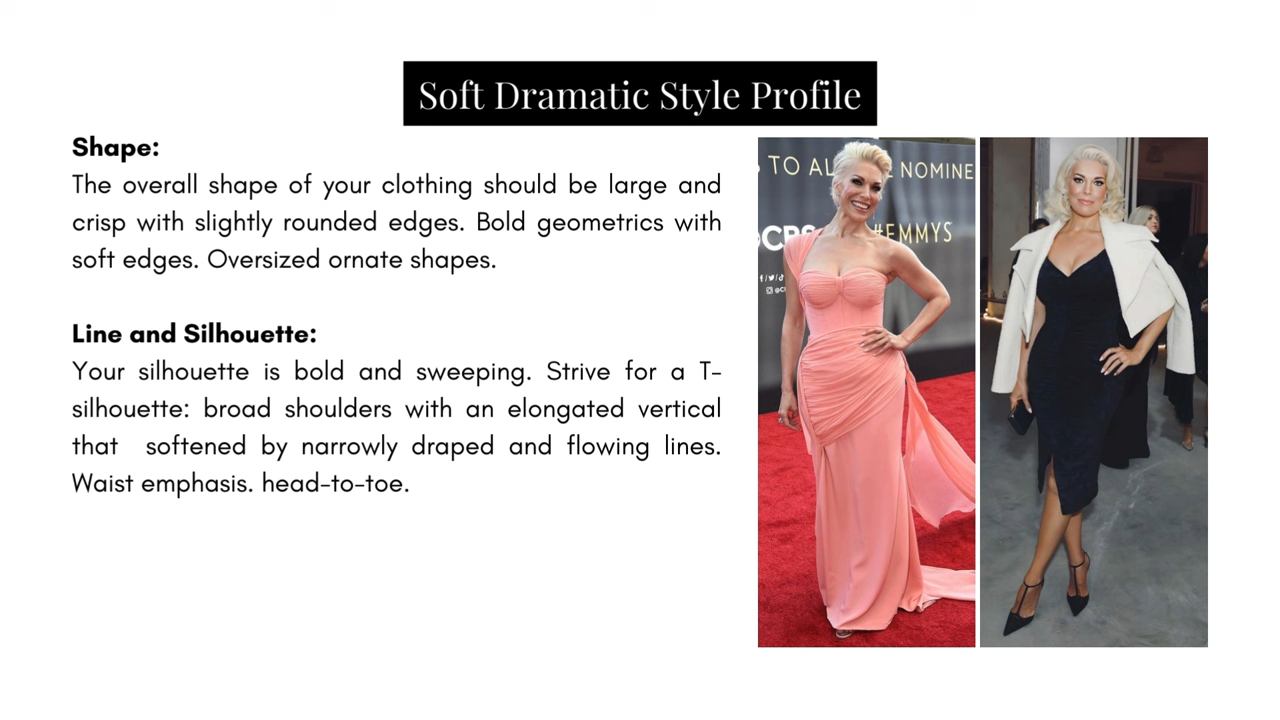 Soft Dramatic Style Profile
Shape:
The overall shape of your clothing should be large and
crisp with slightly rounded edges. Bold geometrics with
soft edges. Oversized ornate shapes.
Line and Silhouette:
Your silhouette is bold and sweeping. Strive for a T-
silhouette: broad shoulders with an elongated vertical
that softened by narrowly draped and flowing lines.
Waist emphasis. head-to-toe.
TO AL NOMINE
CBS #EMMYS